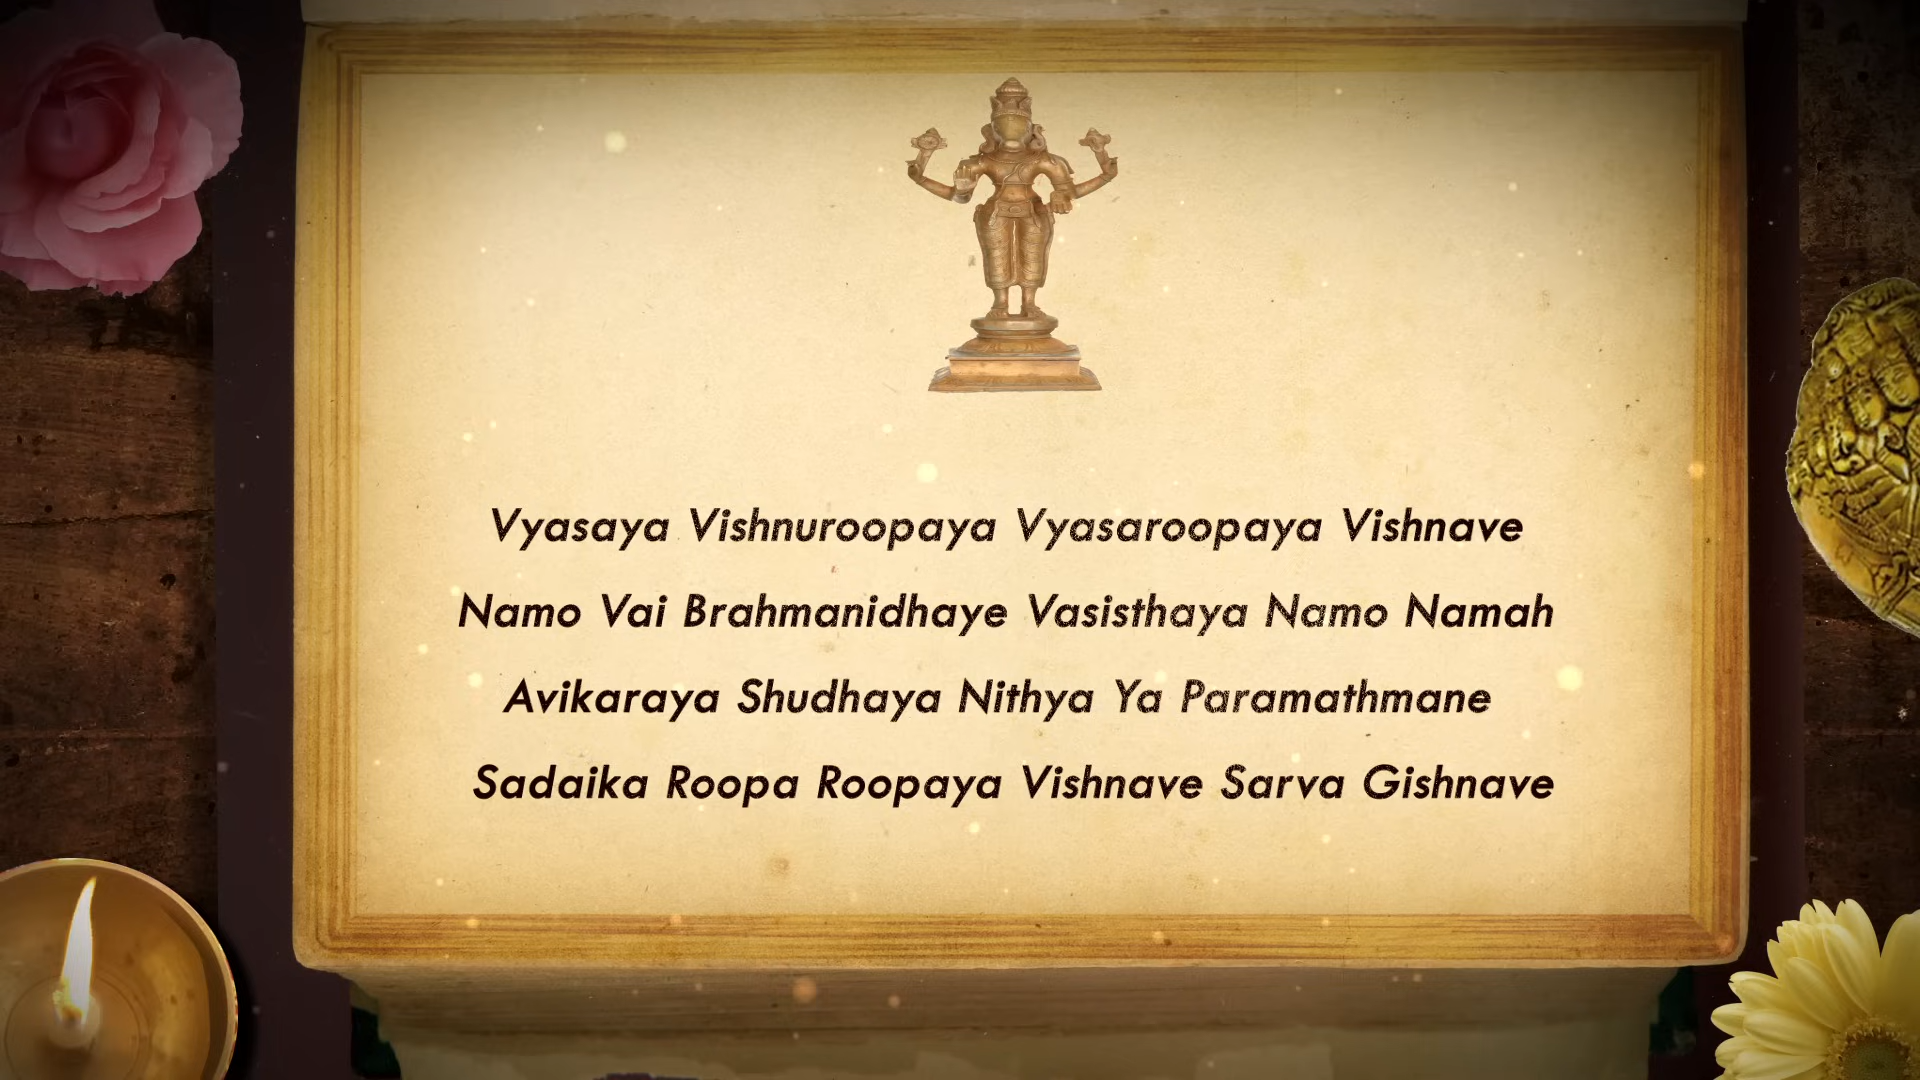 Vyasaya Vishnuroopaya Vyasaroopaya Vishnave
Namo Vai Brahmanidhaye Vasisthaya Namo Namah
Avikaraya Shudhaya Nithya Ya Paramathmane
Sadaika Roopa Roopaya Vishnave Sarva Gishnave